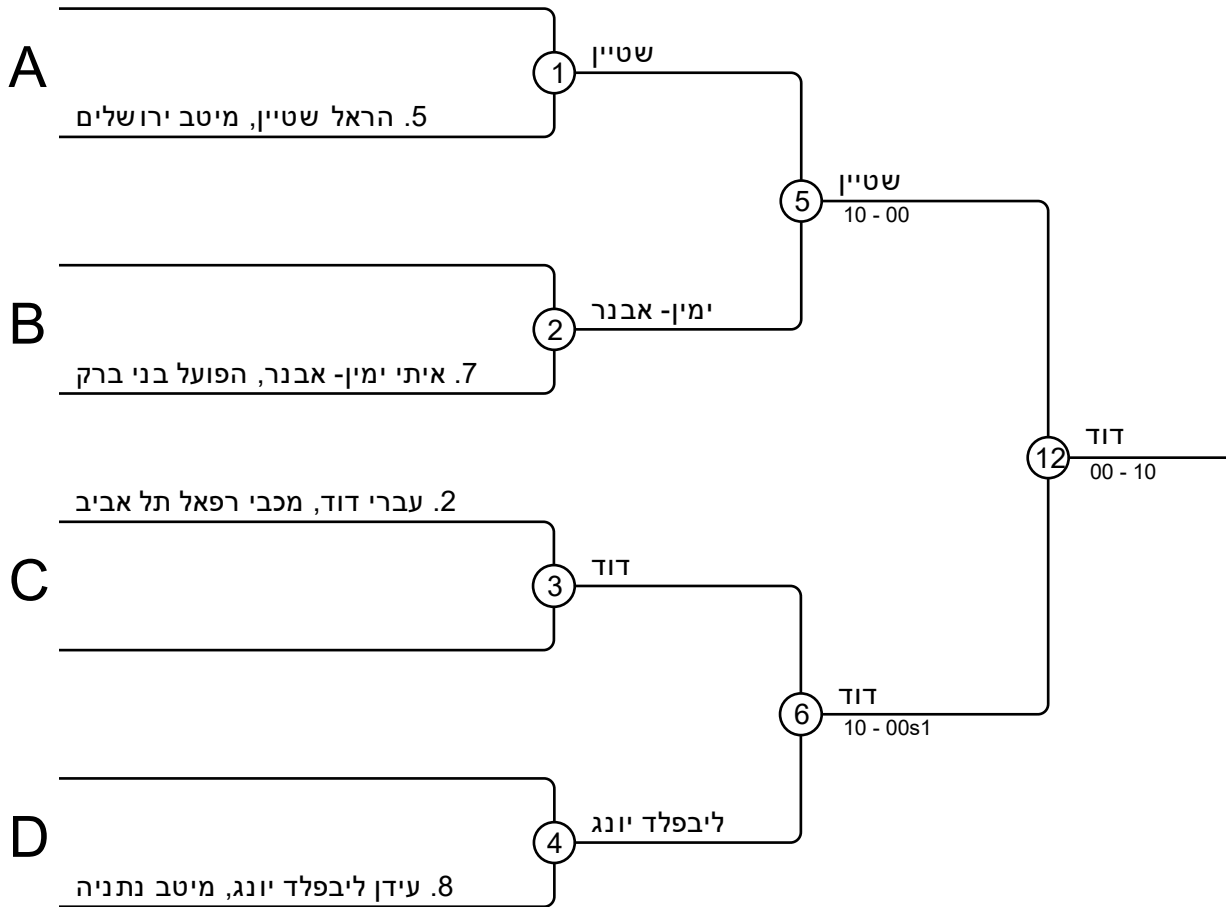 A
1
שטיין
5. הראל שטיין, מיטב ירושלים
5
שטיין
10 - 00
B
2
ימין- אבנר
7. איתי ימין- אבנר, הפועל בני ברק
12
דוד
00 - 10
2. עברי דוד, מכבי רפאל תל אביב
C
3
דוד
6
דוד
10 - 00s1
D
4
ליבפלד יונג
8. עידן ליבפלד יונג, מיטב נתניה